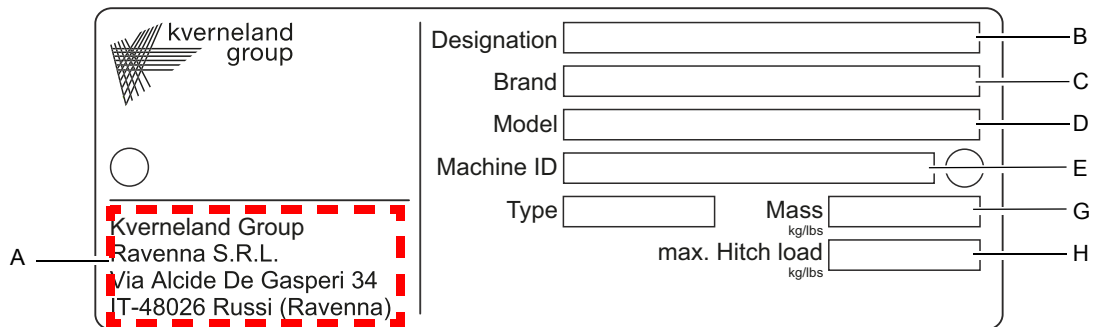 kverneland
group
Designation
B
Brand
C
Model
D
Machine ID
E
Type
Mass
kg/lbs
G
max. Hitch load
kg/lbs
H
A
Kverneland Group
Ravenna S.R.L.
Via Alcide De Gasperi 34
IT-48026 Russi (Ravenna)